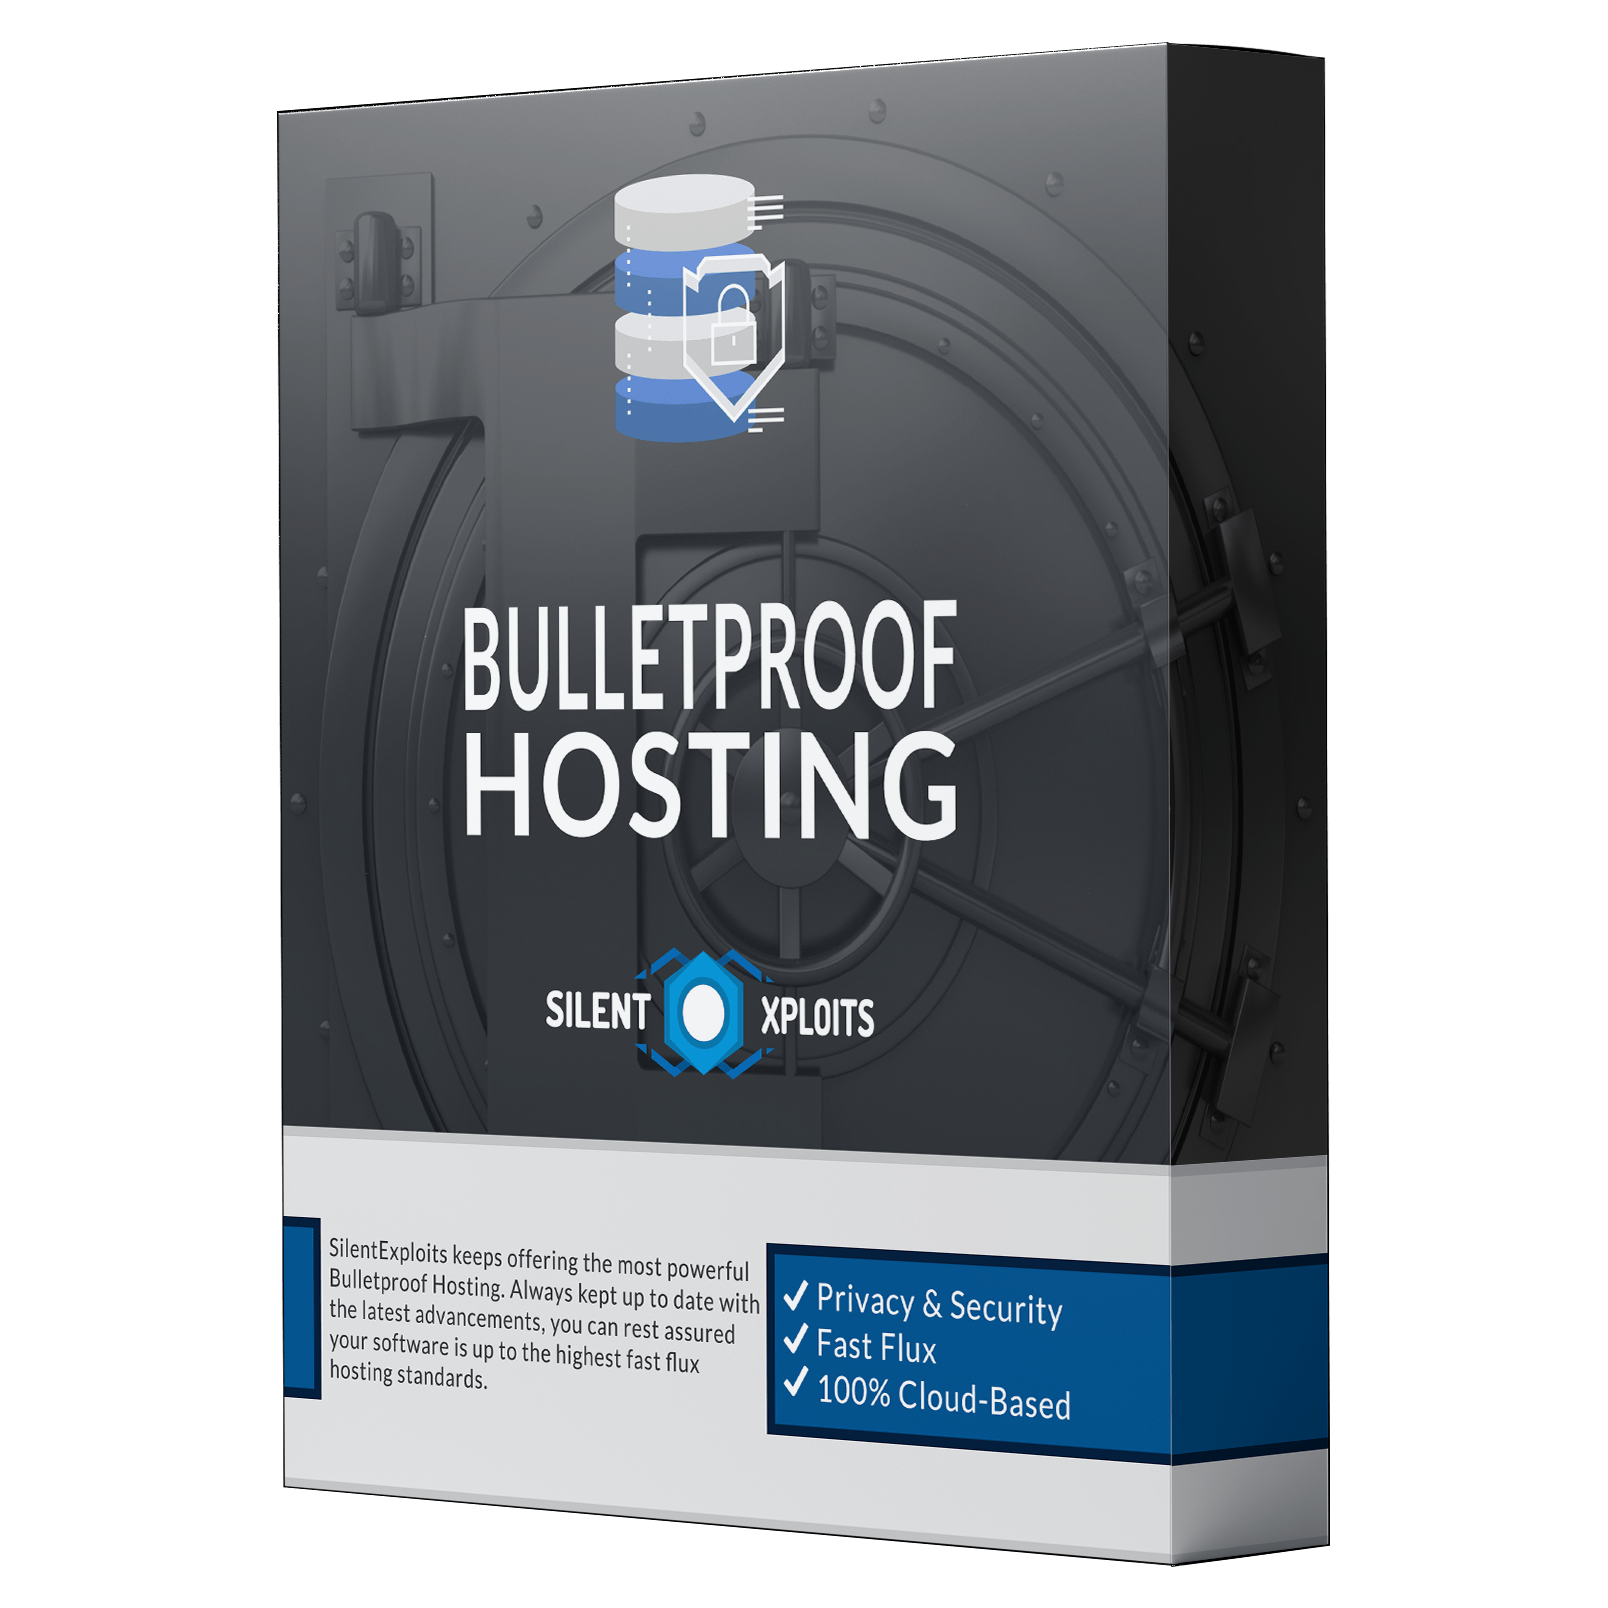 BULLETPROOF
HOSTING
SILENT XPLOITS
SilentExploits keeps offering the most powerful
Bulletproof Hosting. Always kept up to date with
the latest advancements, you can rest assured
your software is up to the highest fast flux
hosting standards.
✓ Privacy & Security
✓ Fast Flux
✓ 100% Cloud-Based